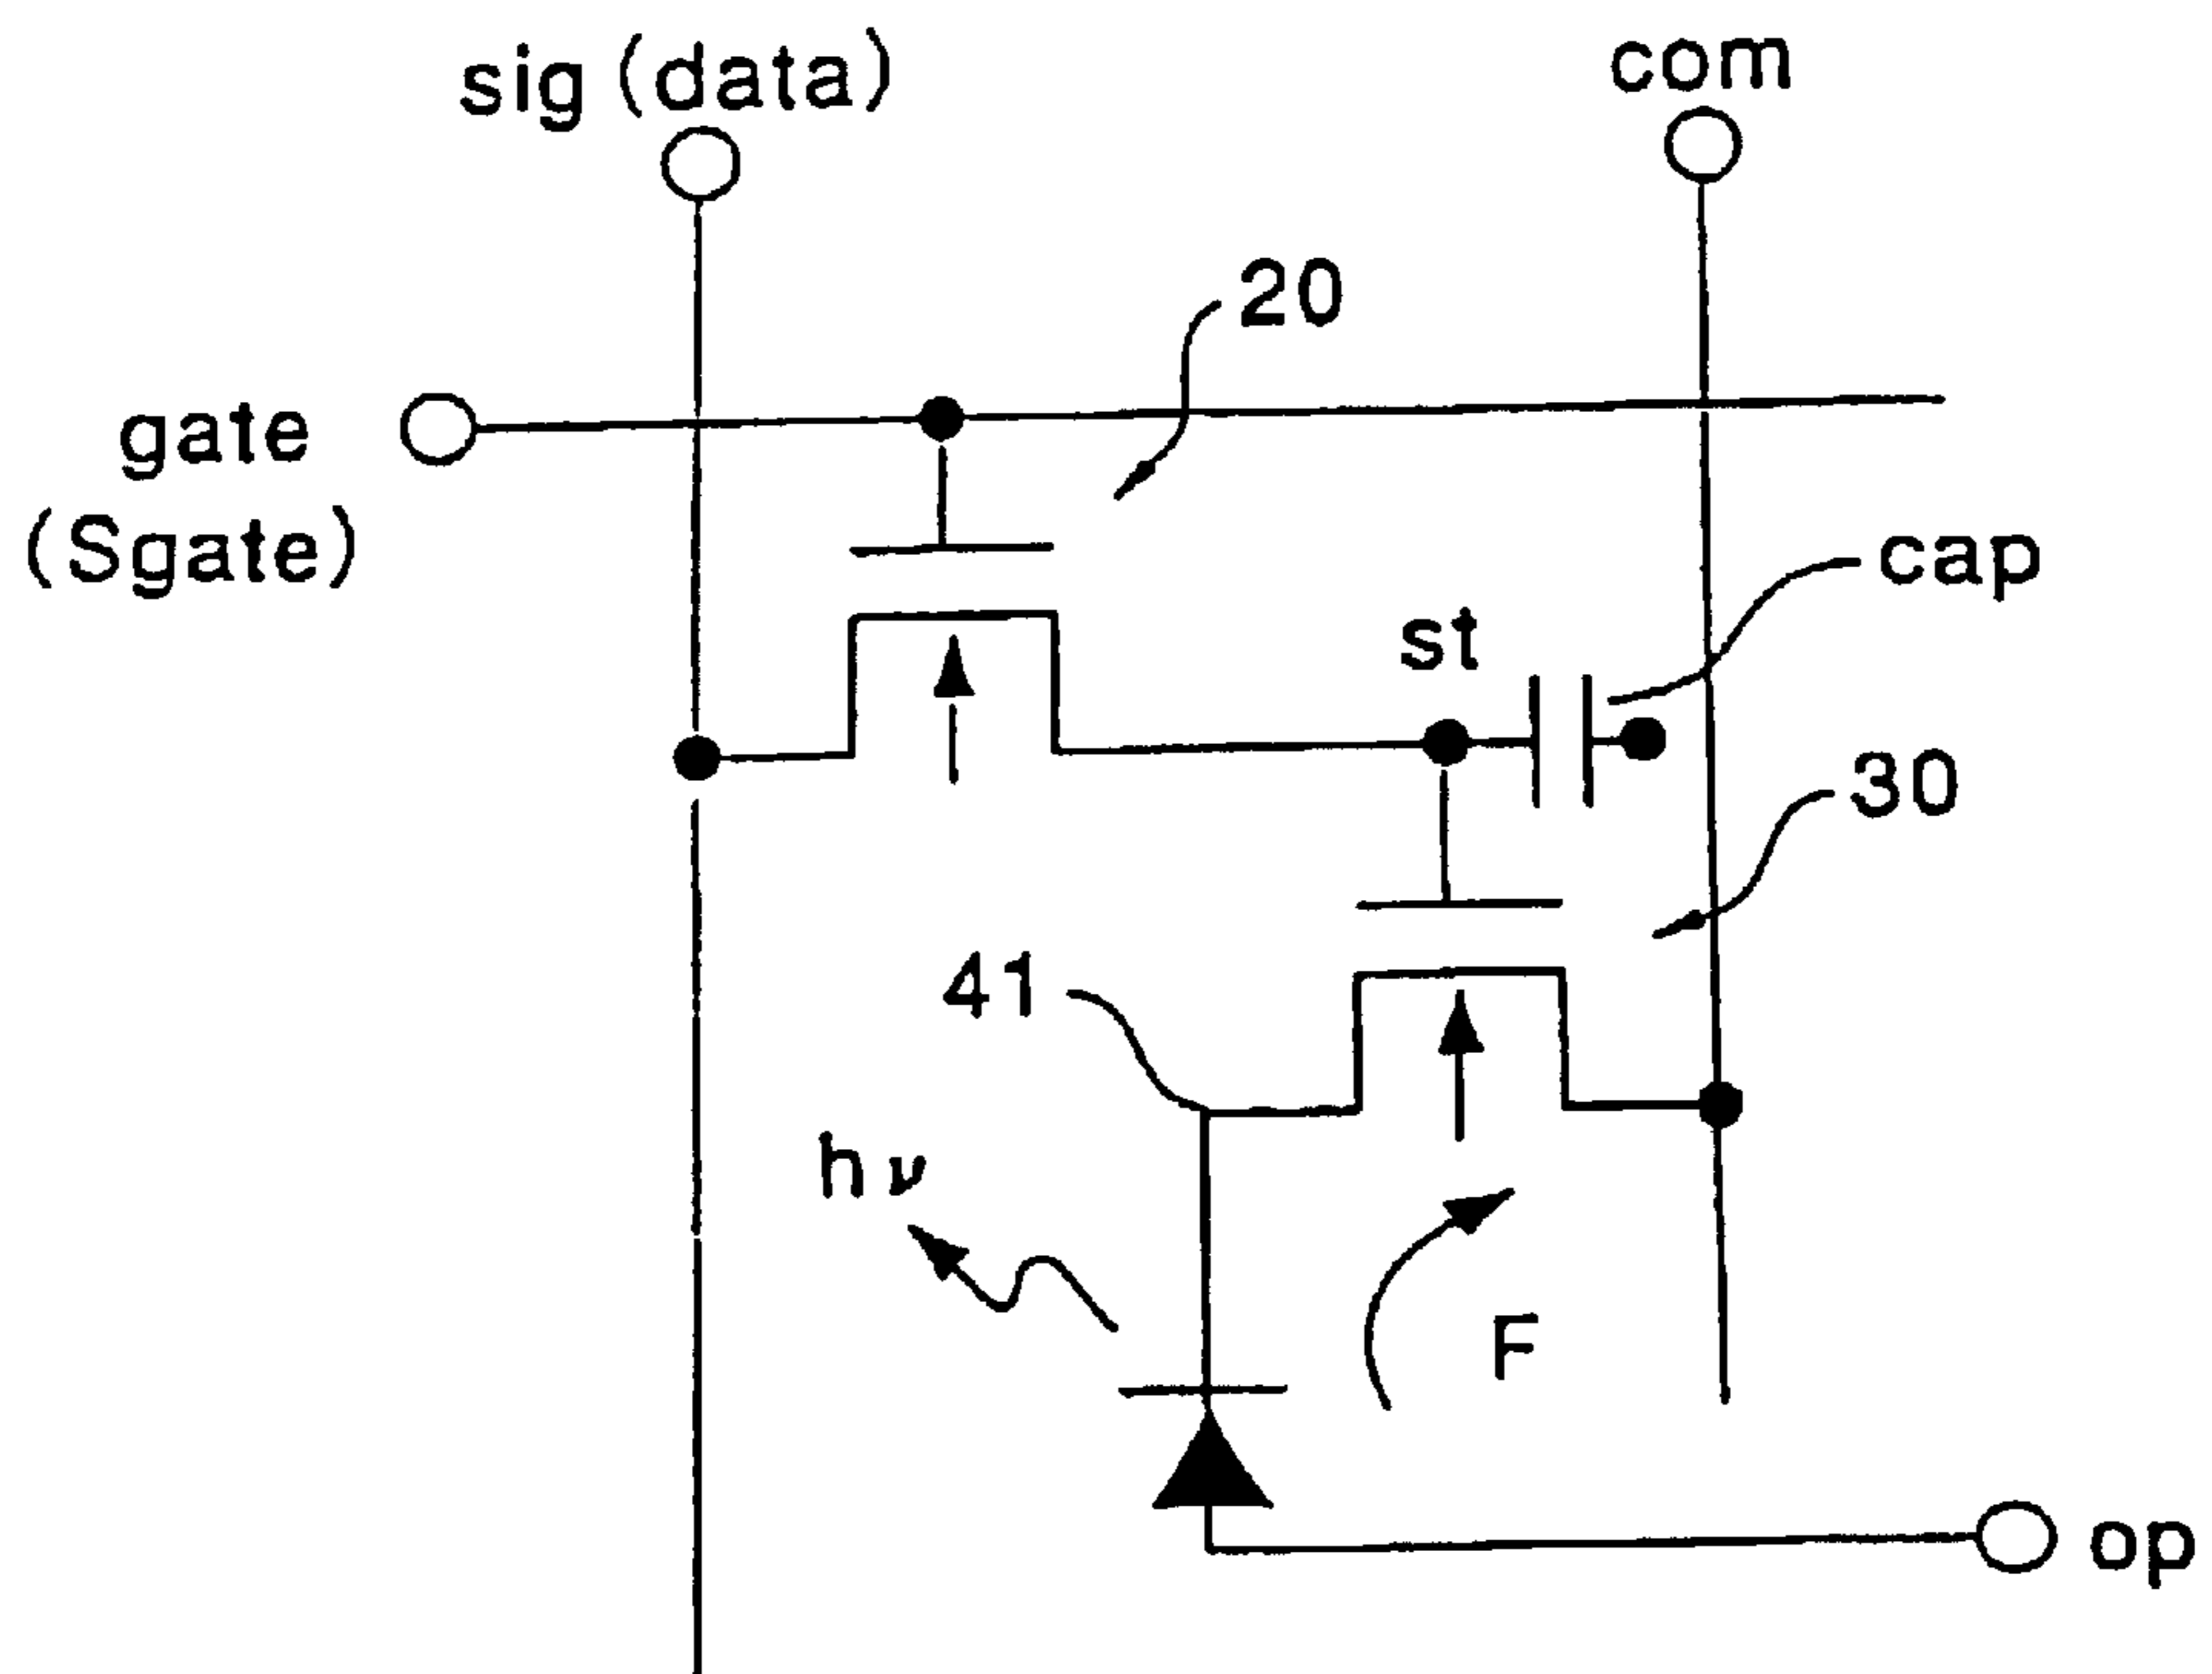 sig (data)
com
20
gate
(Sgate)
cap
st
30
41
hν
F
op